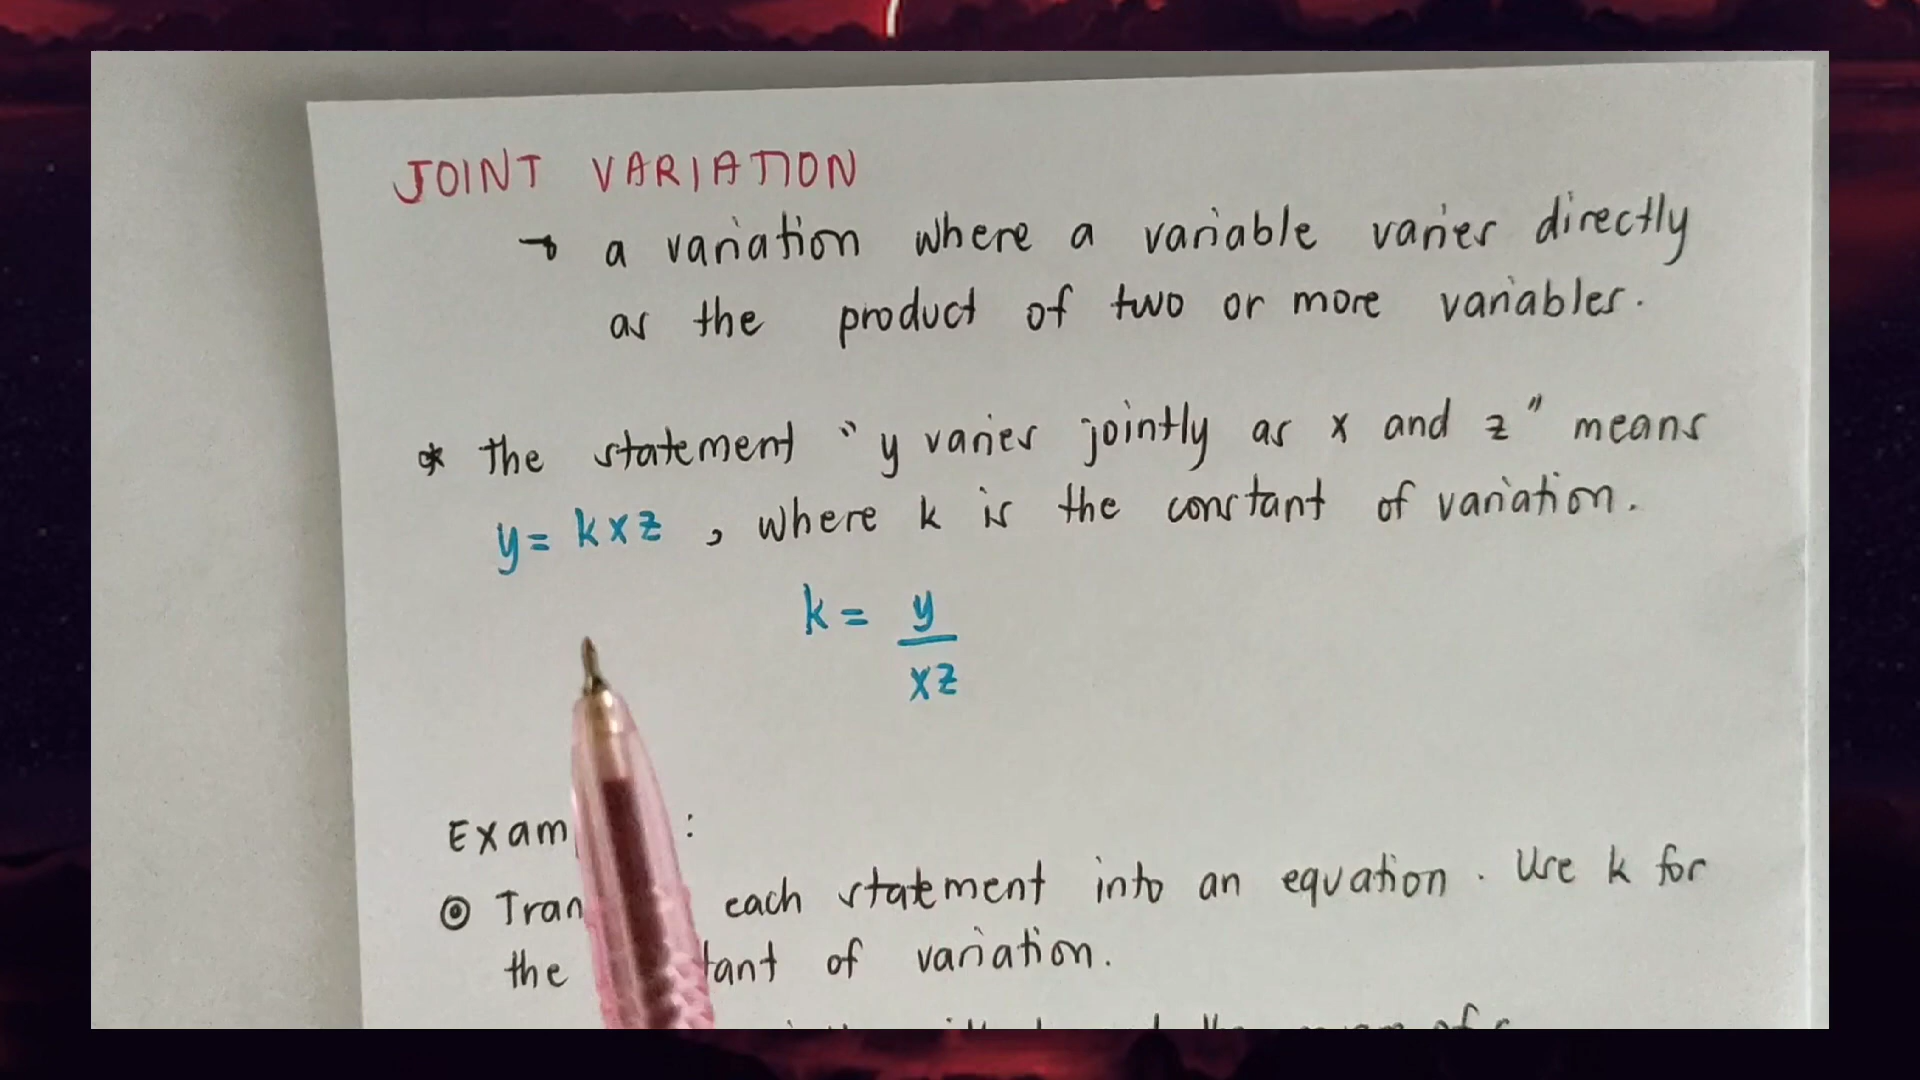 JOINT VARIATION
→ a variation where a variable varies directly
as the product of two or more variables.
* the statement "y varies jointly as x and z" means
y = kxz, where k is the constant of variation.
k = y
xz
Exam :
Tran each statement into an equation. Use k for
the tant of variation.